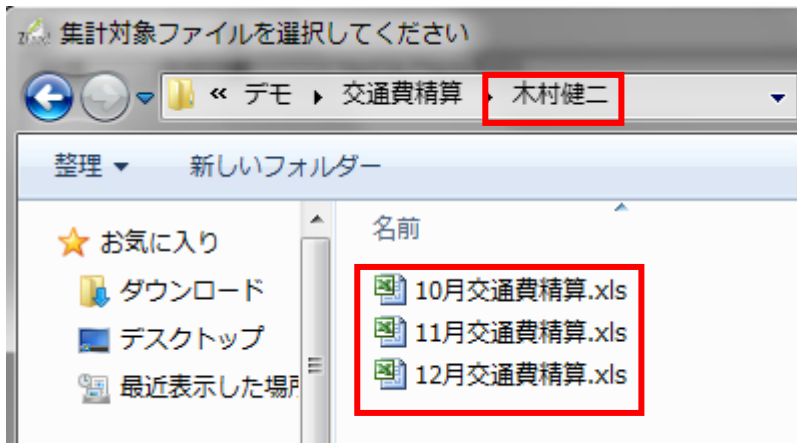 集計対象ファイルを選択してください
« デモ ▸ 交通費精算 ▸ 木村健二
整理 ▼ 新しいフォルダー
お気に入り
ダウンロード
デスクトップ
最近表示した場所
名前
10月交通費精算.xls
11月交通費精算.xls
12月交通費精算.xls